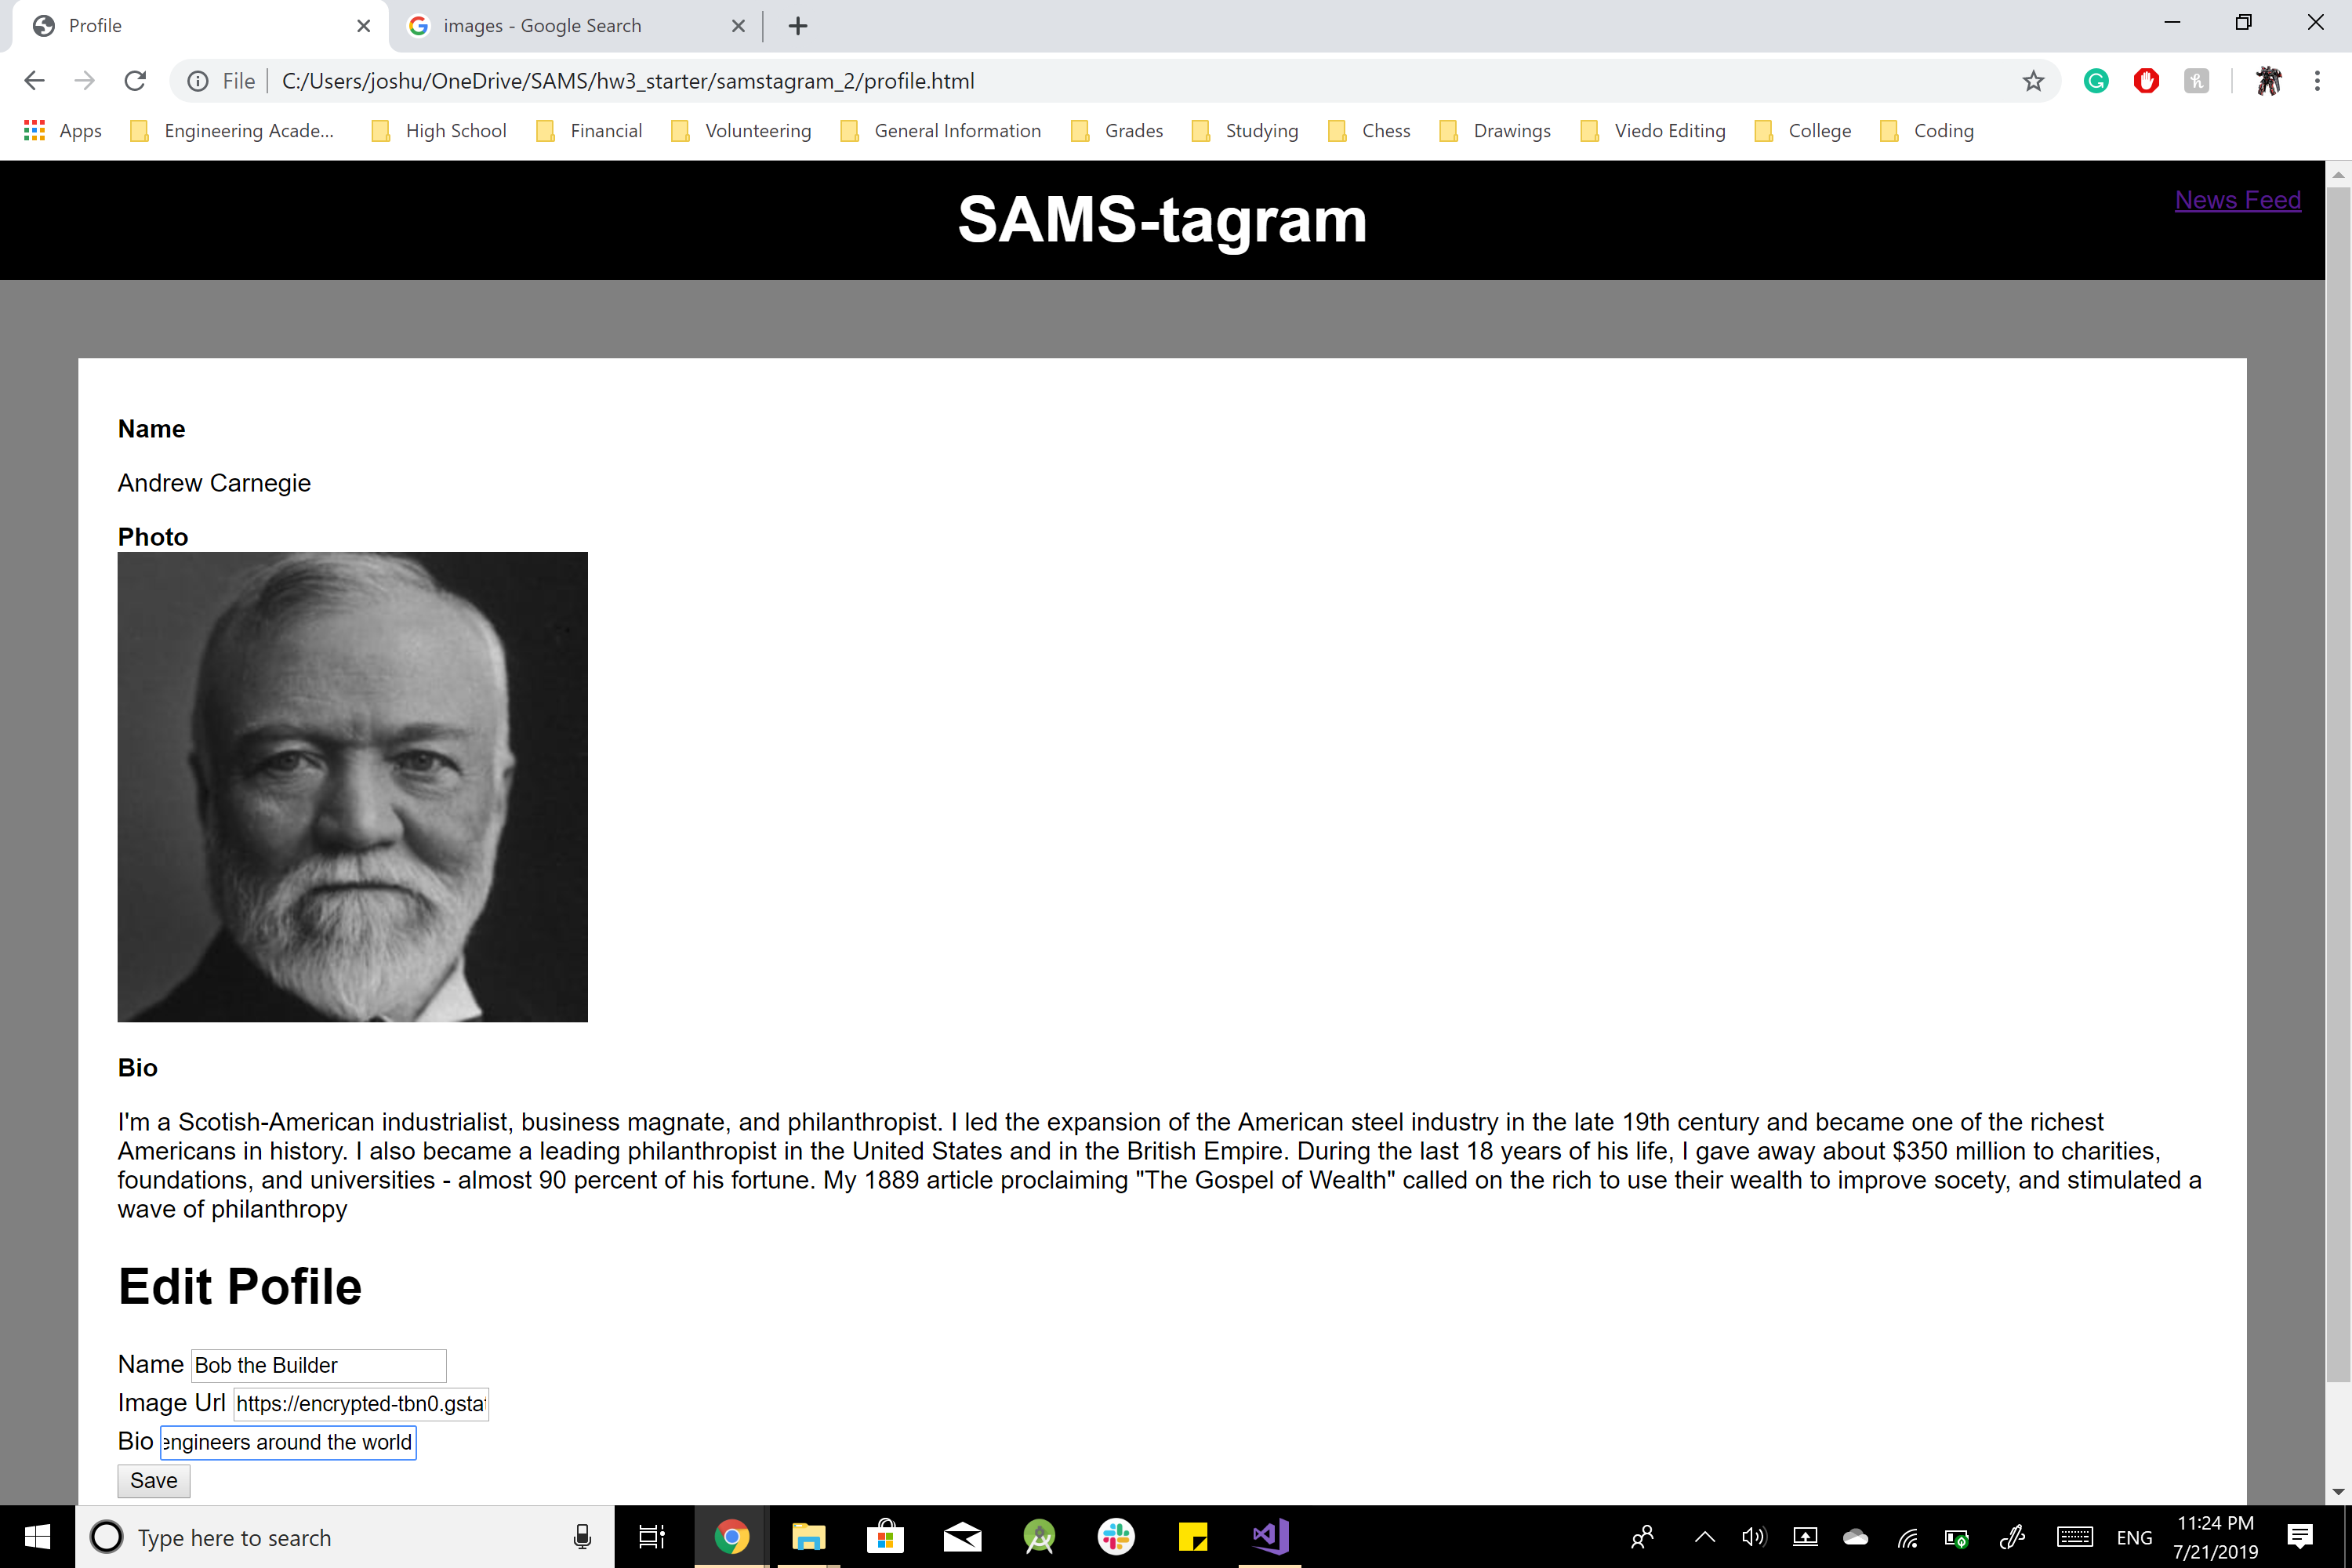 Profile
images - Google Search
File
C:/Users/joshu/OneDrive/SAMS/hw3_starter/samstagram_2/profile.html
Apps Engineering Acade... High School Financial Volunteering General Information Grades Studying Chess Drawings Viedo Editing College Coding
SAMS-tagram
News Feed
Name
Andrew Carnegie
Photo
Bio
I'm a Scotish-American industrialist, business magnate, and philanthropist. I led the expansion of the American steel industry in the late 19th century and became one of the richest
Americans in history. I also became a leading philanthropist in the United States and in the British Empire. During the last 18 years of his life, I gave away about $350 million to charities,
foundations, and universities - almost 90 percent of his fortune. My 1889 article proclaiming "The Gospel of Wealth" called on the rich to use their wealth to improve socety, and stimulated a
wave of philanthropy
Edit Pofile
Name Bob the Builder
Image Url https://encrypted-tbn0.gsta
Bio engineers around the world
Save
Type here to search
ENG
11:24 PM
7/21/2019